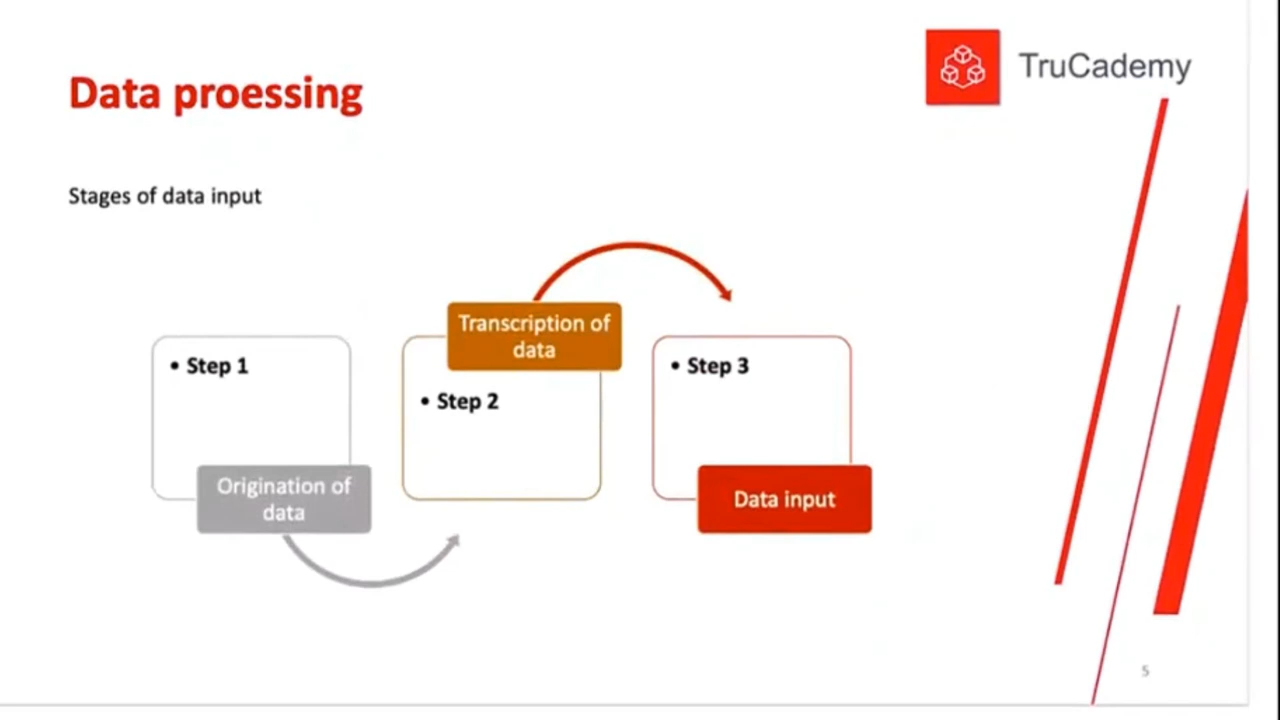 TruCademy
Data proessing
Stages of data input
• Step 1
Origination of
data
Transcription of
data
• Step 2
• Step 3
Data input
5